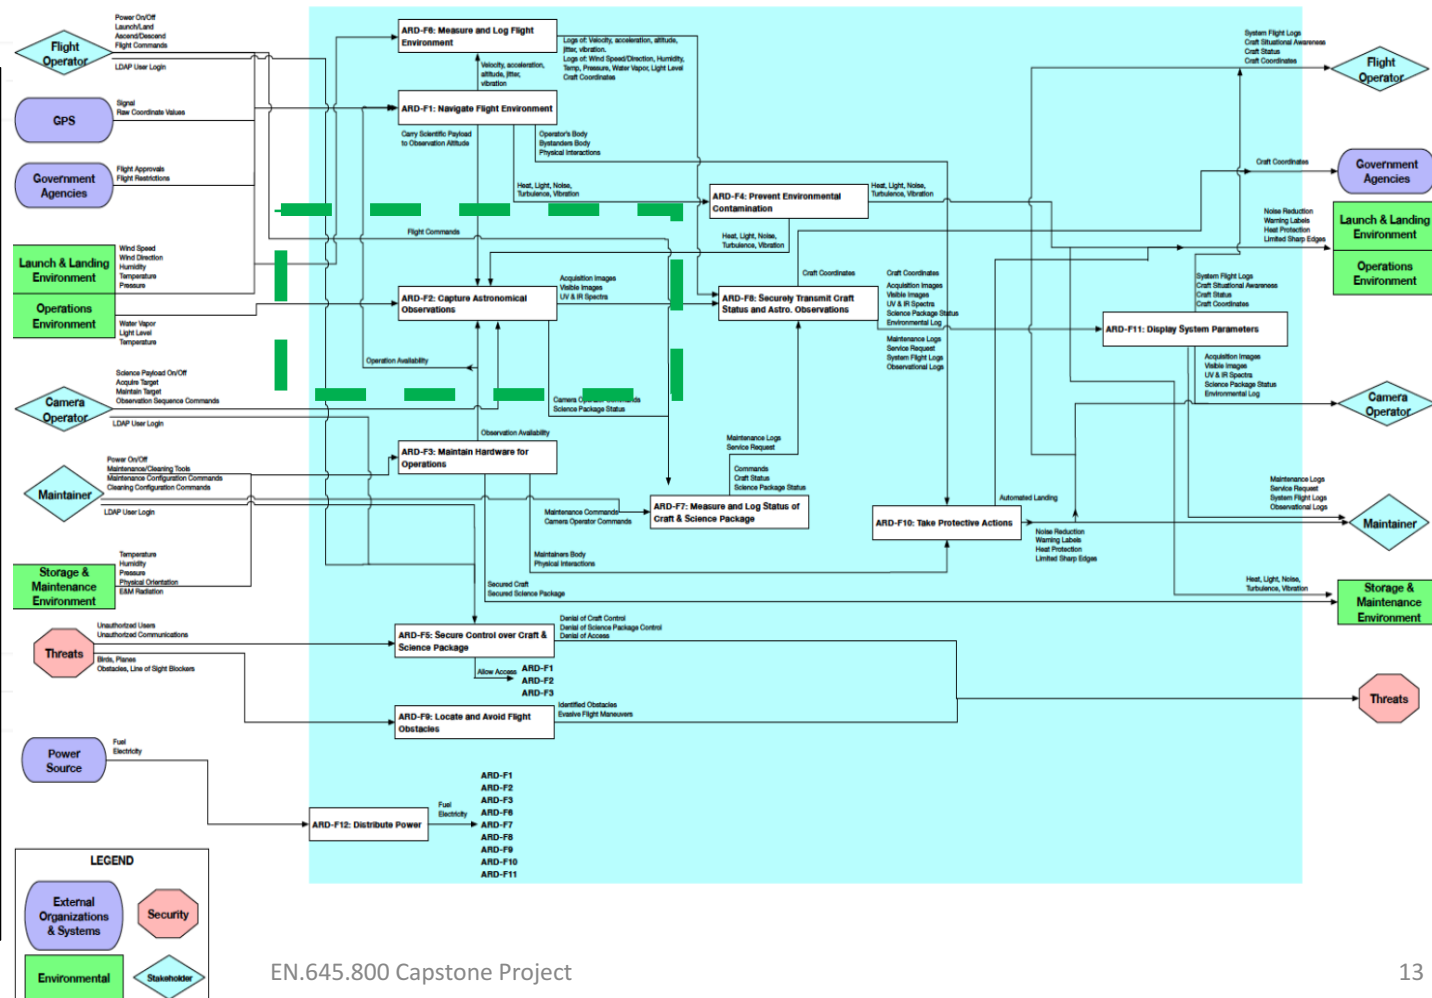 Flight
Operator
Power On/Off
Launch/Land
Ascend/Descend
Flight Commands
LDAP User Login
GPS
Signal
Raw Coordinate Values
Government
Agencies
Flight Approvals
Flight Restrictions
Launch & Landing
Environment
Operations
Environment
Wind Speed
Wind Direction
Humidity
Temperature
Pressure
Water Vapor
Light Level
Temperature
Camera
Operator
Science Payload On/Off
Acquire Target
Maintain Target
Observation Sequence Commands
LDAP User Login
Maintainer
Power On/Off
Maintenance/Cleaning Tools
Maintenance Configuration Commands
Cleaning Configuration Commands
LDAP User Login
Storage &
Maintenance
Environment
Temperature
Humidity
Pressure
Physical Orientation
E&M Radiation
Threats
Unauthorized Users
Unauthorized Communications
Birds, Planes
Obstacles, Line of Sight Blockers
Power
Source
Fuel
Electricity
ARD-F6: Measure and Log Flight
Environment
Logs of: Velocity, acceleration, altitude,
jitter, vibration.
Logs of: Wind Speed/Direction, Humidity,
Temp, Pressure, Water Vapor, Light Level
Craft Coordinates
Velocity, acceleration,
altitude, jitter,
vibration
ARD-F1: Navigate Flight Environment
Carry Scientific Payload
to Observation Altitude
Operator's Body
Bystanders Body
Physical Interactions
Heat, Light, Noise,
Turbulence, Vibration
ARD-F4: Prevent Environmental
Contamination
Heat, Light, Noise,
Turbulence, Vibration
Flight Commands
Heat, Light, Noise,
Turbulence, Vibration
Craft Coordinates
ARD-F2: Capture Astronomical
Observations
Acquisition Images
Visible Images
UV & IR Spectra
ARD-F8: Securely Transmit Craft
Status and Astro. Observations
Craft Coordinates
Acquisition Images
Visible Images
UV & IR Spectra
Science Package Status
Environmental Log
Maintenance Logs
Service Request
System Flight Logs
Observational Logs
Operation Availability
Camera Operator Commands
Science Package Status
Observation Availability
ARD-F3: Maintain Hardware for
Operations
Maintenance Logs
Service Request
Commands
Craft Status
Science Package Status
ARD-F7: Measure and Log Status of
Craft & Science Package
Maintenance Commands
Camera Operator Commands
Maintainers Body
Physical Interactions
Secured Craft
Secured Science Package
ARD-F10: Take Protective Actions
Automated Landing
Noise Reduction
Warning Labels
Heat Protection
Limited Sharp Edges
ARD-F11: Display System Parameters
System Flight Logs
Craft Situational Awareness
Craft Status
Craft Coordinates
Acquisition Images
Visible Images
UV & IR Spectra
Science Package Status
Environmental Log
ARD-F5: Secure Control over Craft &
Science Package
Denial of Craft Control
Denial of Science Package Control
Denial of Access
Allow Access
ARD-F1
ARD-F2
ARD-F3
ARD-F9: Locate and Avoid Flight
Obstacles
Identified Obstacles
Evasive Flight Maneuvers
ARD-F12: Distribute Power
Fuel
Electricity
ARD-F1
ARD-F2
ARD-F3
ARD-F6
ARD-F7
ARD-F8
ARD-F9
ARD-F10
ARD-F11
System Flight Logs
Craft Situational Awareness
Craft Status
Craft Coordinates
Flight
Operator
Craft Coordinates
Government
Agencies
Noise Reduction
Warning Labels
Heat Protection
Limited Sharp Edges
Launch & Landing
Environment
Operations
Environment
Camera
Operator
Maintenance Logs
Service Request
System Flight Logs
Observational Logs
Maintainer
Heat, Light, Noise,
Turbulence, Vibration
Storage &
Maintenance
Environment
Threats
LEGEND
External
Organizations
& Systems
Security
Environmental
Stakeholder
EN.645.800 Capstone Project
13